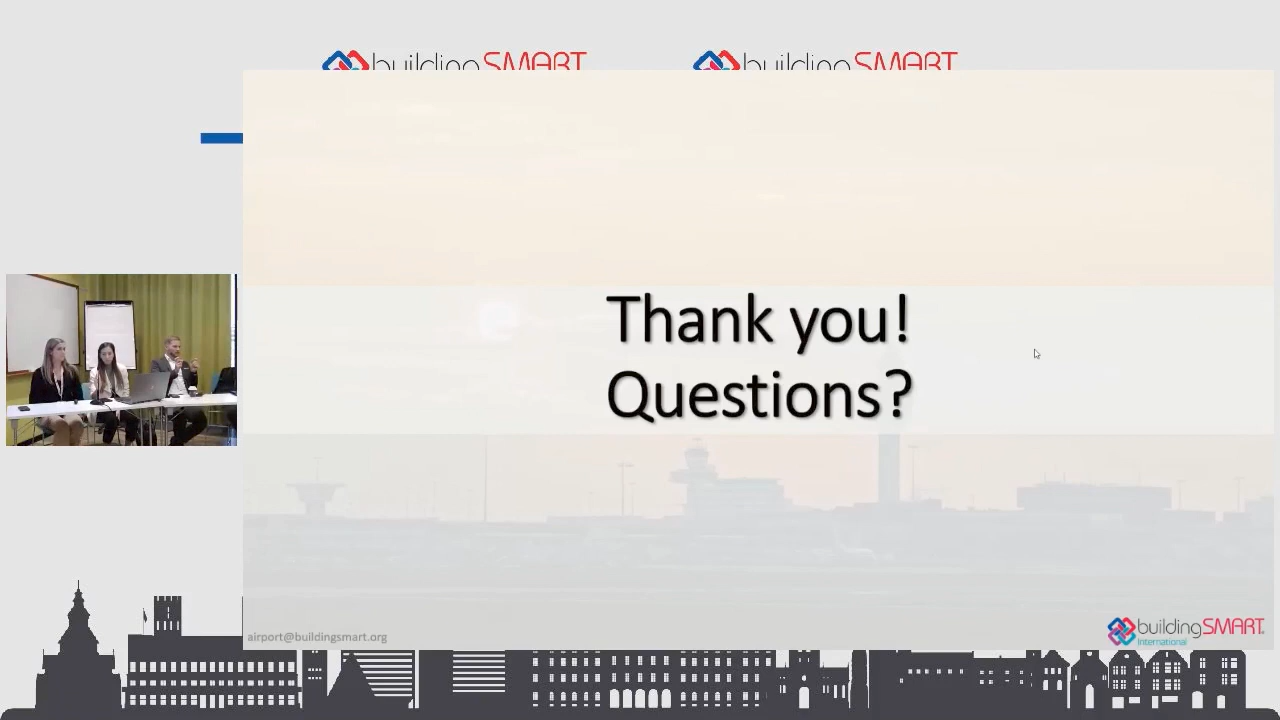 buildingSMART
buildingSMART
Thank you!
Questions?
airport@buildingsmart.org
buildingSMART
International